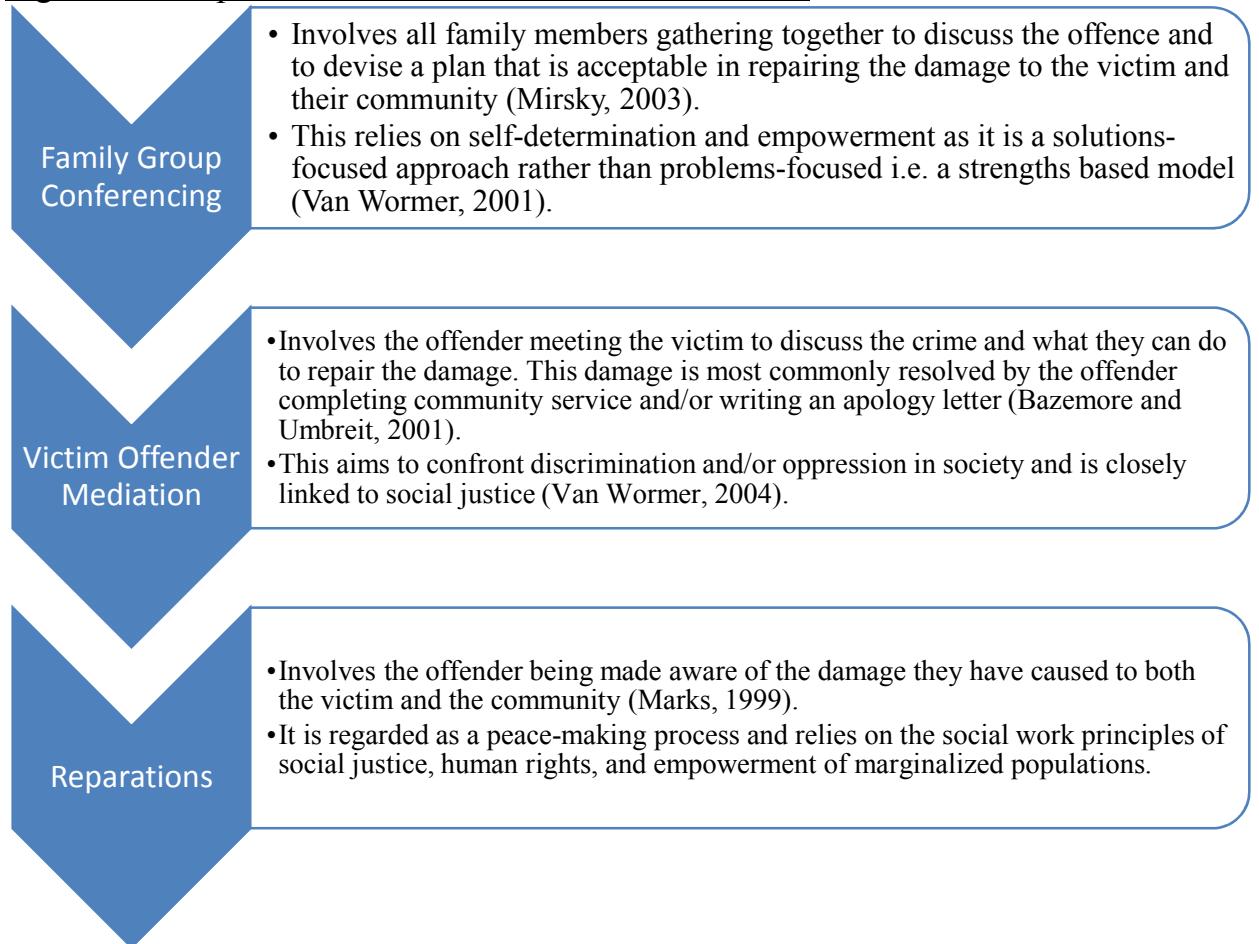 Family Group
Conferencing
• Involves all family members gathering together to discuss the offence and
to devise a plan that is acceptable in repairing the damage to the victim and
their community (Mirsky, 2003).
• This relies on self-determination and empowerment as it is a solutions-
focused approach rather than problems-focused i.e. a strengths based model
(Van Wormer, 2001).
Victim Offender
Mediation
•Involves the offender meeting the victim to discuss the crime and what they can do
to repair the damage. This damage is most commonly resolved by the offender
completing community service and/or writing an apology letter (Bazemore and
Umbreit, 2001).
•This aims to confront discrimination and/or oppression in society and is closely
linked to social justice (Van Wormer, 2004).
Reparations
•Involves the offender being made aware of the damage they have caused to both
the victim and the community (Marks, 1999).
•It is regarded as a peace-making process and relies on the social work principles of
social justice, human rights, and empowerment of marginalized populations.